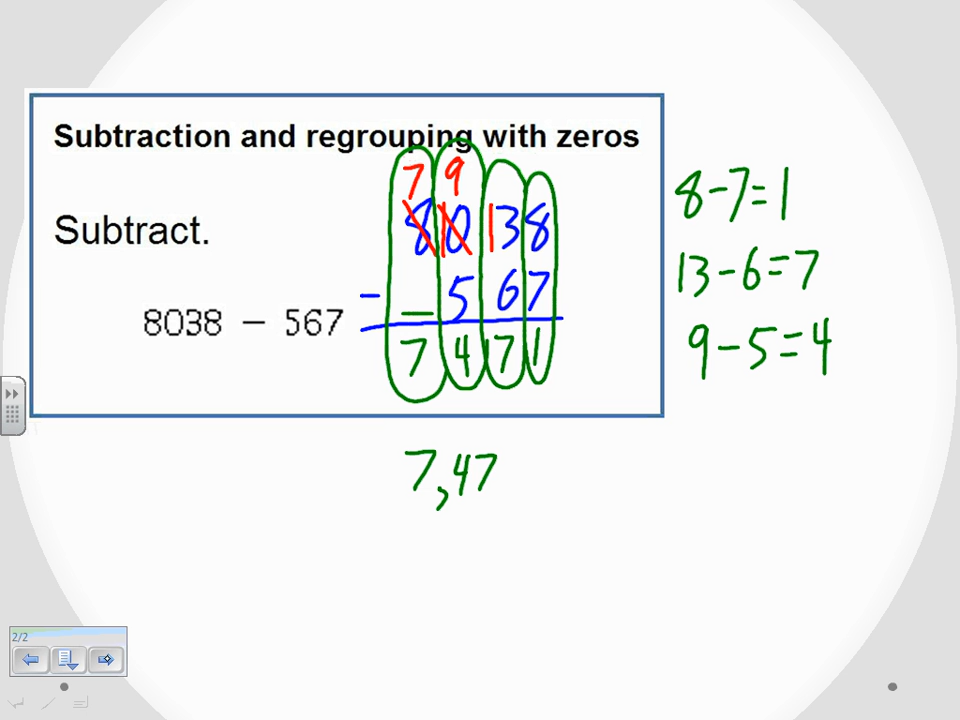 Subtraction and regrouping with zeros
7 9
Subtract. 8 10 13 8
- 5 6 7
8038 – 567
7 4 7 1
8-7=1
13-6=7
9-5=4
7,47
2/2